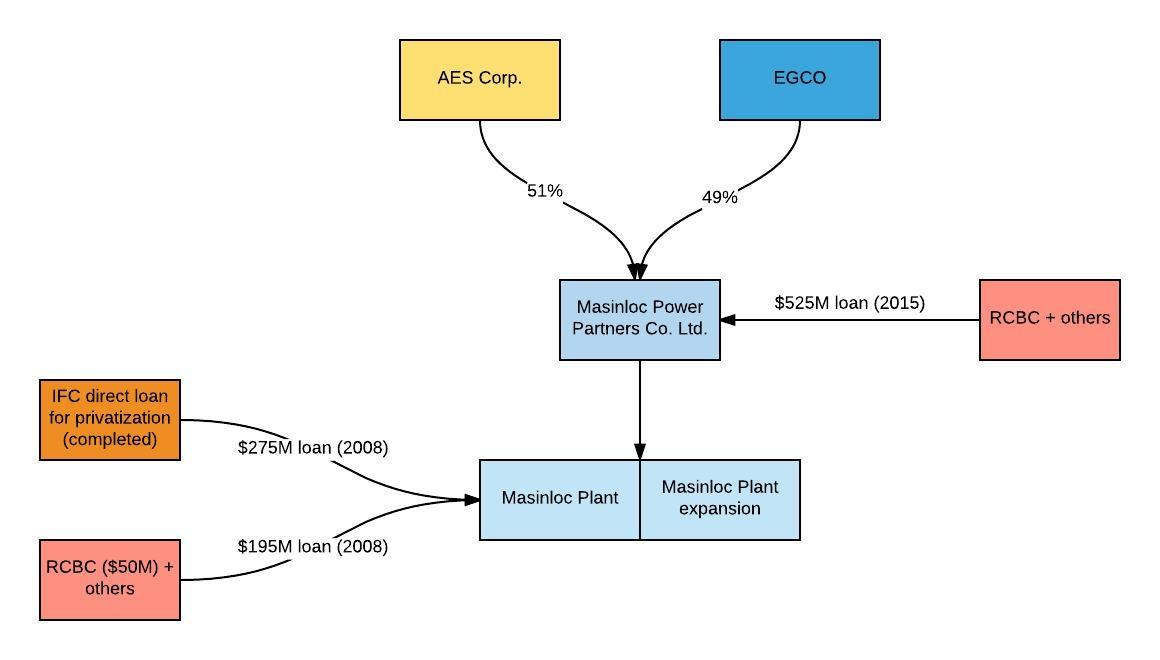 AES Corp.
EGCO
51%
49%
Masinloc Power
Partners Co. Ltd.
$525M loan (2015)
RCBC + others
IFC direct loan
for privatization
(completed)
$275M loan (2008)
Masinloc Plant
Masinloc Plant
expansion
$195M loan (2008)
RCBC ($50M) +
others